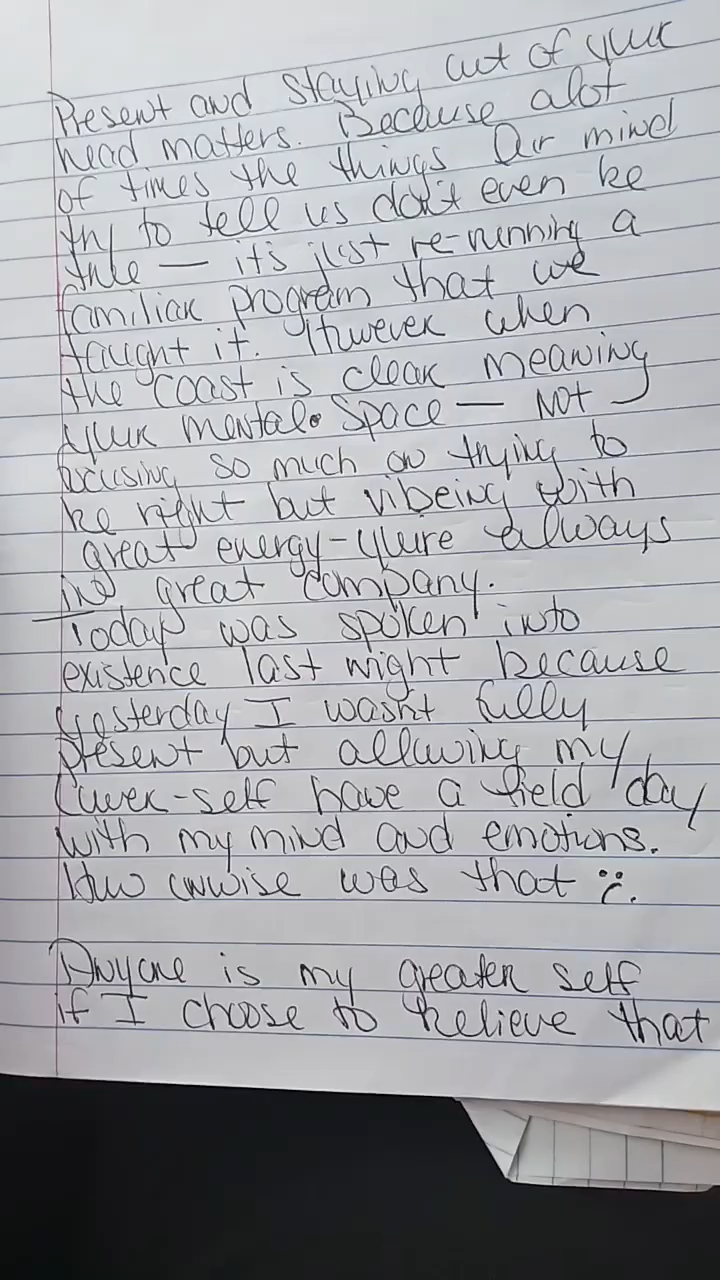 Present and staying out of your
head matters. Because alot
of times the things Our mind
try to tell us don't even be
true — it's just re-running a
familiar program that we
taught it. However when
the coast is clear meaning
your mental. Space — Not
focusing so much on trying to
be right but vibeing with
great energy-you're always
in great company.
Today was spoken into
existence last night because
yesterday I wasn't fully
present but allowing my
lower-self have a field day
with my mind and emotions.
How unwise was that :(.
Anyone is my greater self
if I choose to believe that